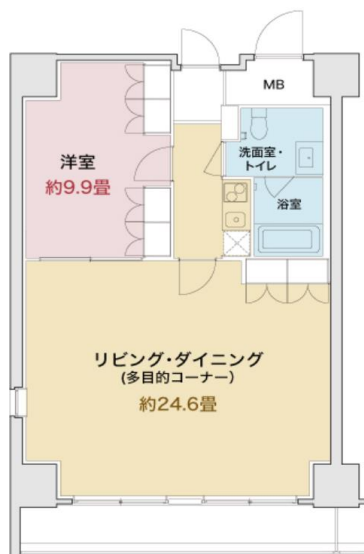 MB
洋室
約9.9畳
洗面室・
トイレ
浴室
リビング・ダイニング
(多目的コーナー)
約24.6畳